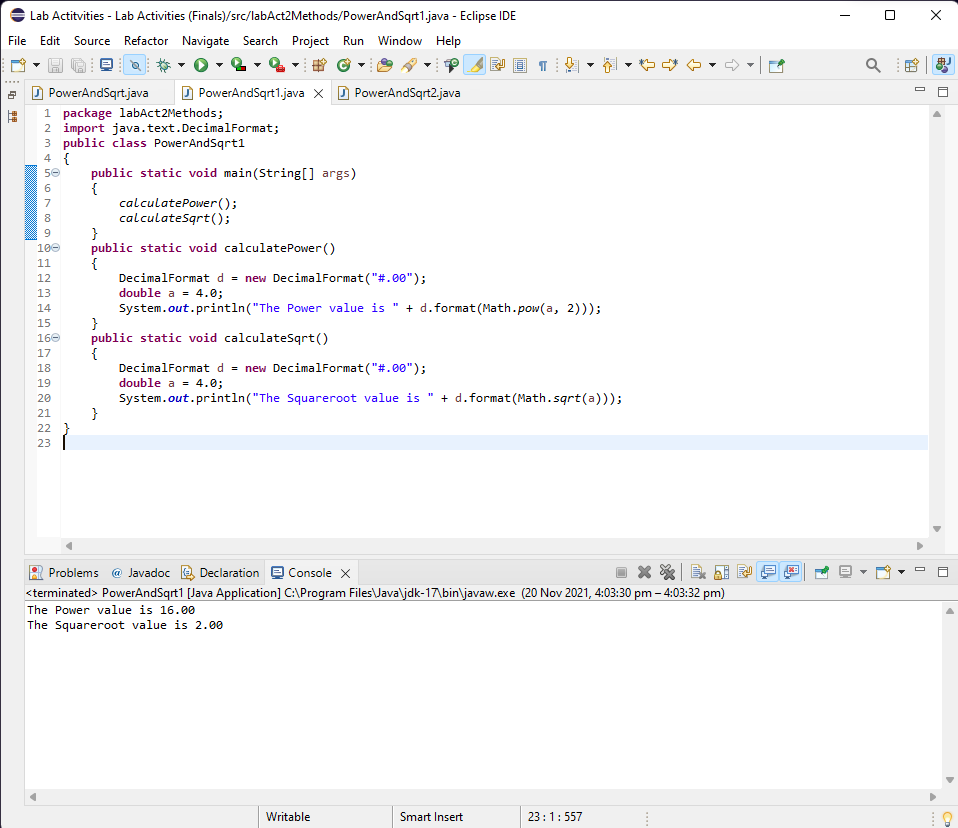 Lab Actitvities - Lab Activities (Finals)/src/labAct2Methods/PowerAndSqrt1.java - Eclipse IDE
File Edit Source Refactor Navigate Search Project Run Window Help
PowerAndSqrt.java PowerAndSqrt1.java PowerAndSqrt2.java
1 package labAct2Methods;
2 import java.text.DecimalFormat;
3 public class PowerAndSqrt1
4 {
5 public static void main(String[] args)
6 {
7 calculatePower();
8 calculateSqrt();
9 }
10 public static void calculatePower()
11 {
12 DecimalFormat d = new DecimalFormat("#.00");
13 double a = 4.0;
14 System.out.println("The Power value is " + d.format(Math.pow(a, 2)));
15 }
16 public static void calculateSqrt()
17 {
18 DecimalFormat d = new DecimalFormat("#.00");
19 double a = 4.0;
20 System.out.println("The Squareroot value is " + d.format(Math.sqrt(a)));
21 }
22 }
23
Problems @ Javadoc Declaration Console
<terminated> PowerAndSqrt1 [Java Application] C:\Program Files\Java\jdk-17\bin\javaw.exe (20 Nov 2021, 4:03:30 pm – 4:03:32 pm)
The Power value is 16.00
The Squareroot value is 2.00
Writable Smart Insert 23 : 1 : 557